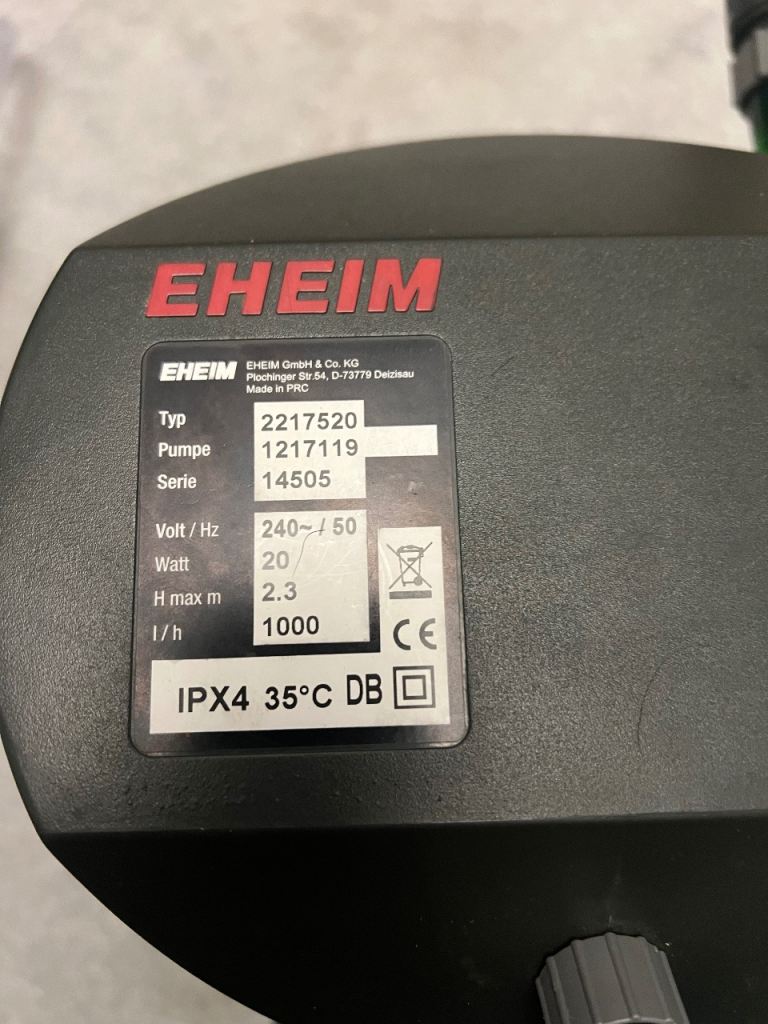 EHEIM
EHEIM EHEIM GmbH & Co. KG
Plochinger Str.54, D-73779 Deizisau
Made in PRC
Typ 2217520
Pumpe 1217119
Serie 14505
Volt / Hz 240~ / 50
Watt 20
H max m 2.3
l / h 1000
CE
IPX4 35°C DB